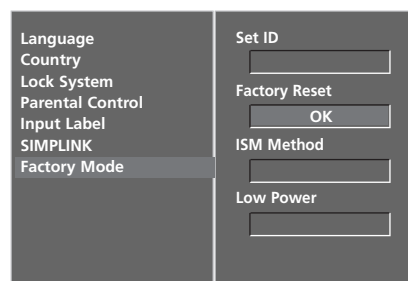 Language
Country
Lock System
Parental Control
Input Label
SIMPLINK
Factory Mode
Set ID
Factory Reset
OK
ISM Method
Low Power